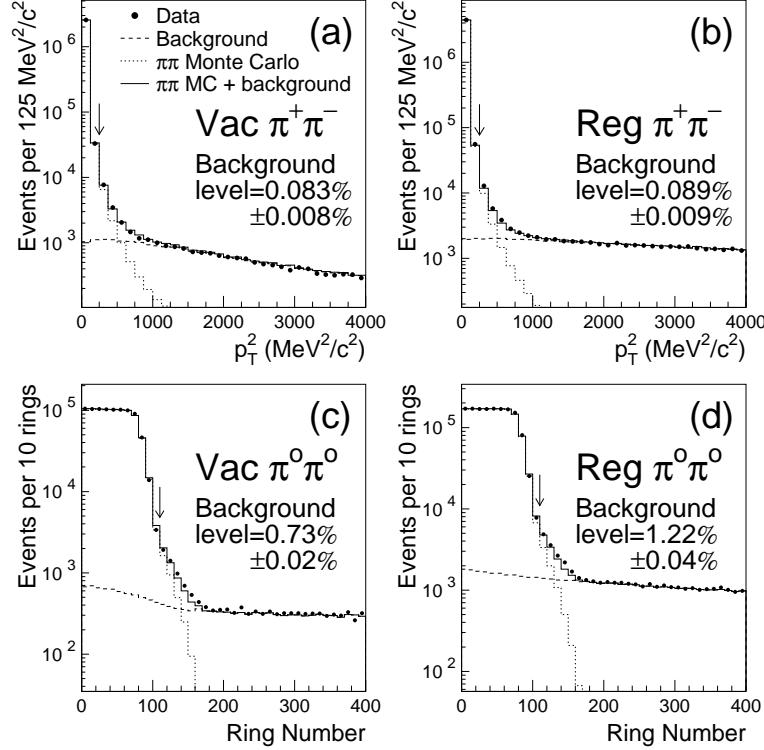 Events per 125 MeV²/c²
10⁶
10⁵
10⁴
10³
Data
Background
ππ Monte Carlo
ππ MC + background
(a)
Vac π⁺π⁻
Background
level=0.083%
±0.008%
0 1000 2000 3000 4000
p_T² (MeV²/c²)
Events per 125 MeV²/c²
10⁶
10⁵
10⁴
10³
(b)
Reg π⁺π⁻
Background
level=0.089%
±0.009%
0 1000 2000 3000 4000
p_T² (MeV²/c²)
Events per 10 rings
10⁵
10⁴
10³
10²
(c)
Vac π⁰π⁰
Background
level=0.73%
±0.02%
0 100 200 300 400
Ring Number
Events per 10 rings
10⁵
10⁴
10³
10²
(d)
Reg π⁰π⁰
Background
level=1.22%
±0.04%
0 100 200 300 400
Ring Number